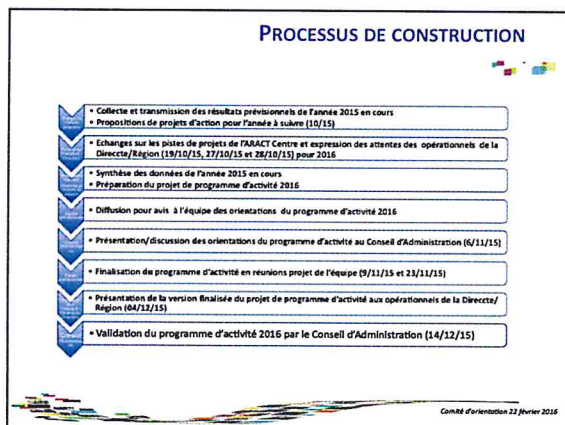 PROCESSUS DE CONSTRUCTION
• Collecte et transmission des résultats prévisionnels de l'année 2015 en cours
• Propositions de projets d'action pour l'année à suivre (10/15)
• Echanges sur les pistes de projets de l'ARACT Centre et expression des attentes des opérationnels de la
Direccte/Région (19/10/15, 27/10/15 et 28/10/15) pour 2016
• Synthèse des données de l'année 2015 en cours
• Préparation du projet de programme d'activité 2016
• Diffusion pour avis à l'équipe des orientations du programme d'activité 2016
• Présentation/discussion des orientations du programme d'activité au Conseil d'Administration (6/11/15)
• Finalisation du programme d'activité en réunions projet de l'équipe (9/11/15 et 23/11/15)
• Présentation de la version finalisée du projet de programme d'activité aux opérationnels de la Direccte/
Région (04/12/15)
• Validation du programme d'activité 2016 par le Conseil d'Administration (14/12/15)
Comité d'orientation 22 février 2016